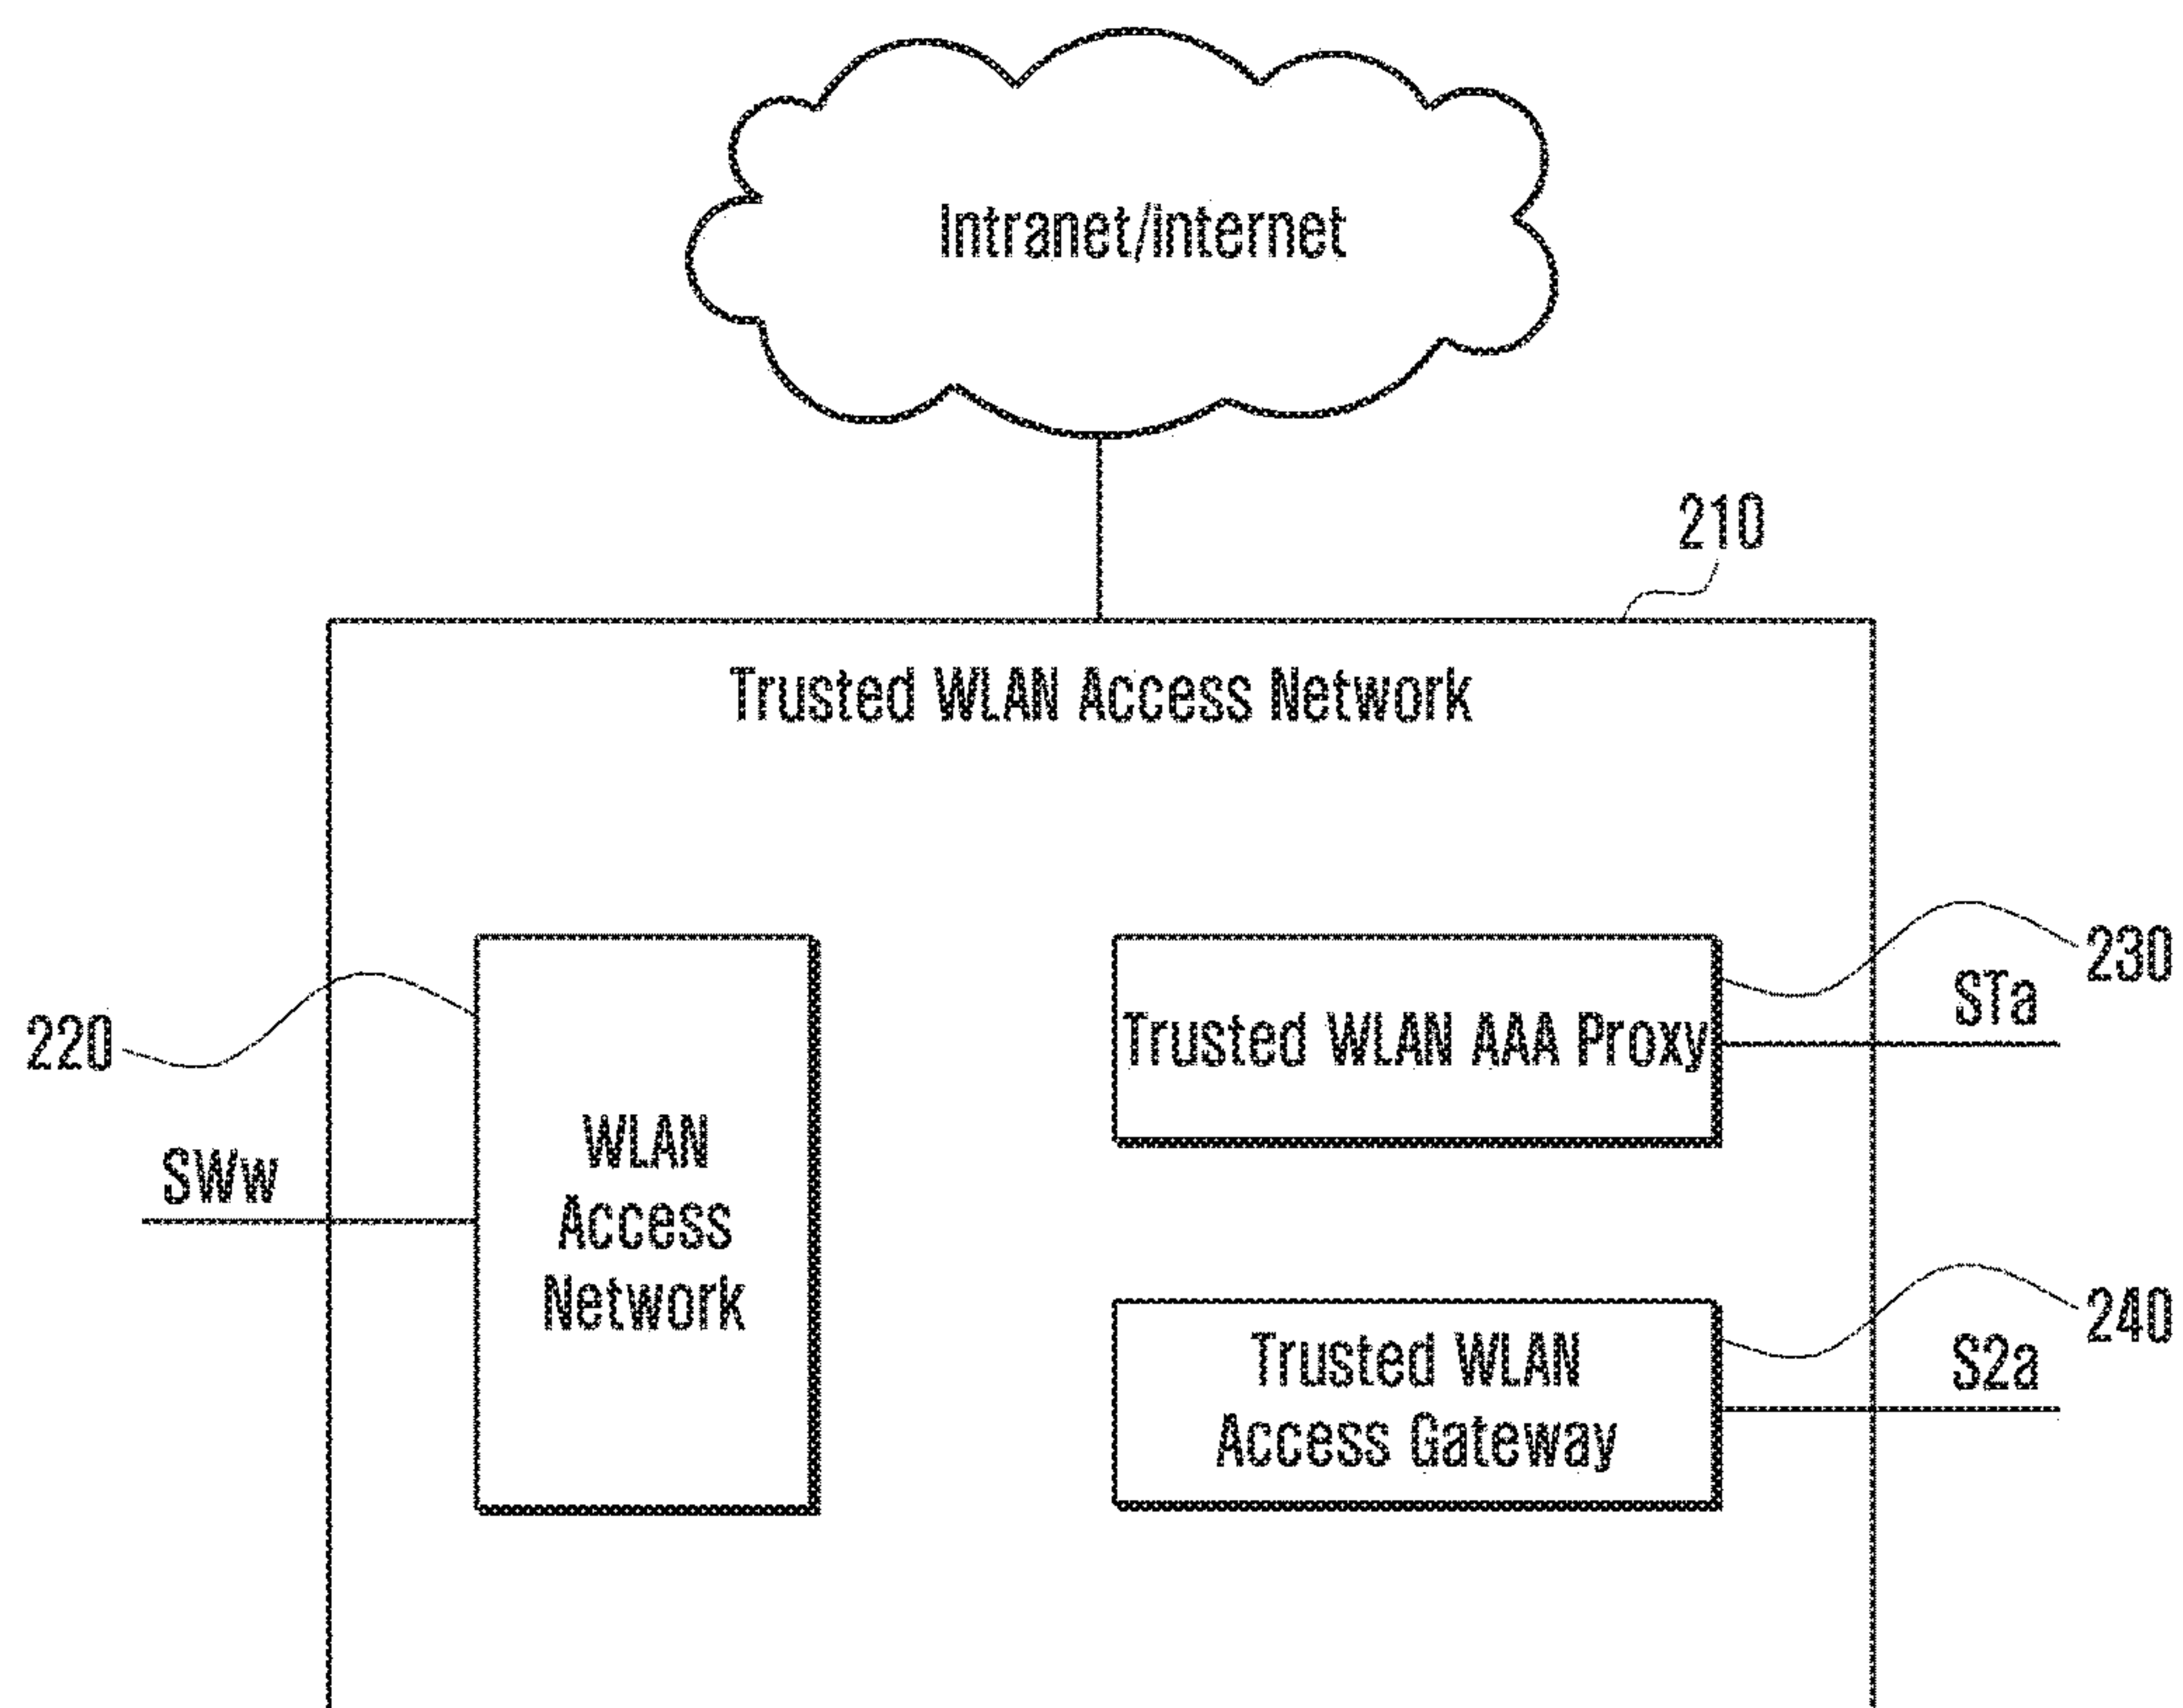 Intranet/internet
210
Trusted WLAN Access Network
230
STa
Trusted WLAN AAA Proxy
220
SWw
WLAN
Access
Network
240
S2a
Trusted WLAN
Access Gateway